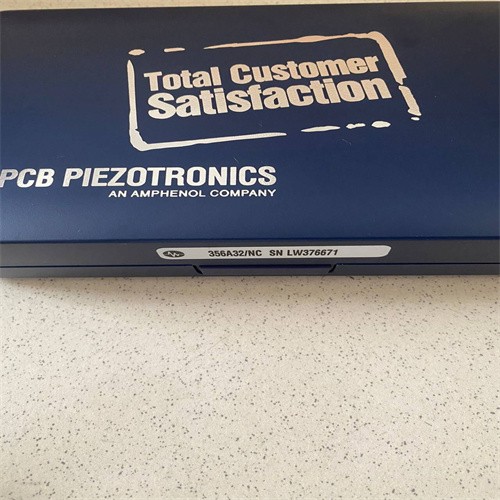 Total Customer
Satisfaction
PCB PIEZOTRONICS
AN AMPHENOL COMPANY
356A32/NC SN LW376671